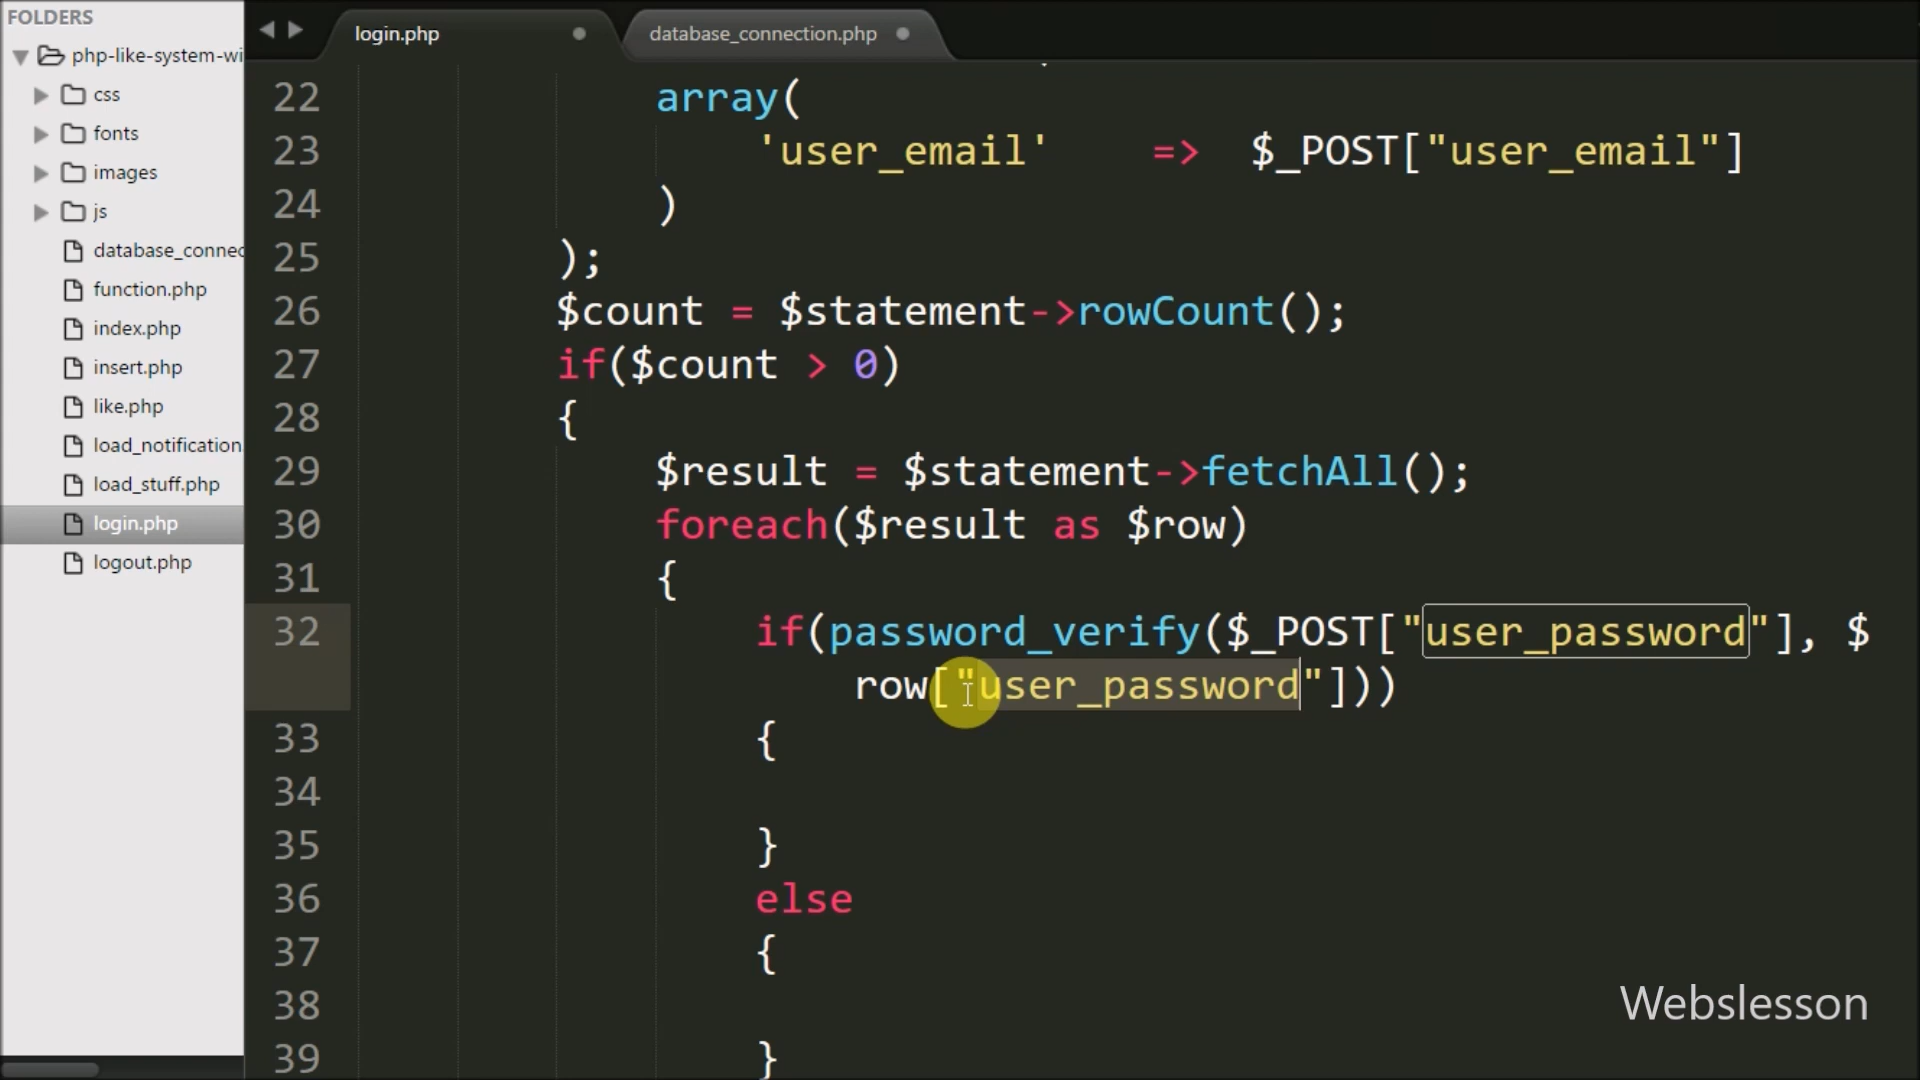 FOLDERS
php-like-system-wi
css
fonts
images
js
database_connec
function.php
index.php
insert.php
like.php
load_notification.
load_stuff.php
login.php
logout.php
login.php
database_connection.php
22 array(
23 'user_email' => $_POST["user_email"]
24 )
25 );
26 $count = $statement->rowCount();
27 if($count > 0)
28 {
29 $result = $statement->fetchAll();
30 foreach($result as $row)
31 {
32 if(password_verify($_POST["user_password"], $
row["user_password"]))
33 {
34
35 }
36 else
37 {
38
39 }
Webslesson